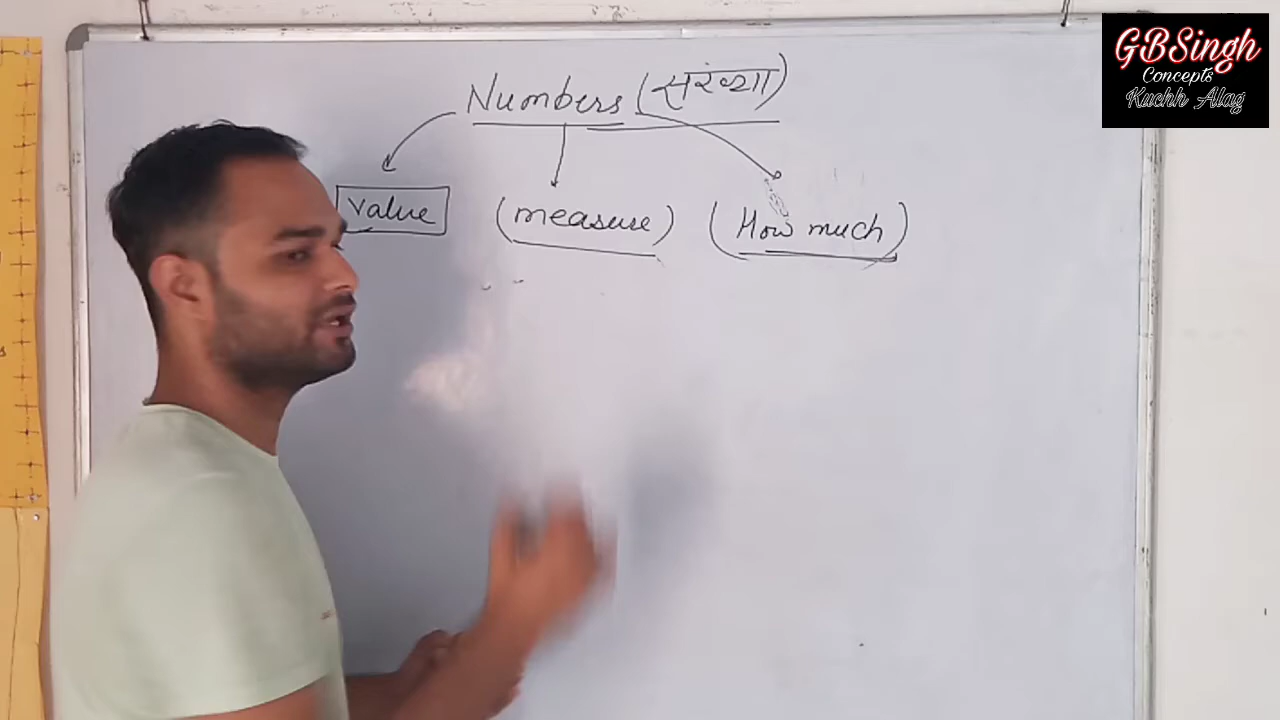 Numbers (संख्या)
value (measure) (How much)
GBSingh
Concepts
Kuchh Alag